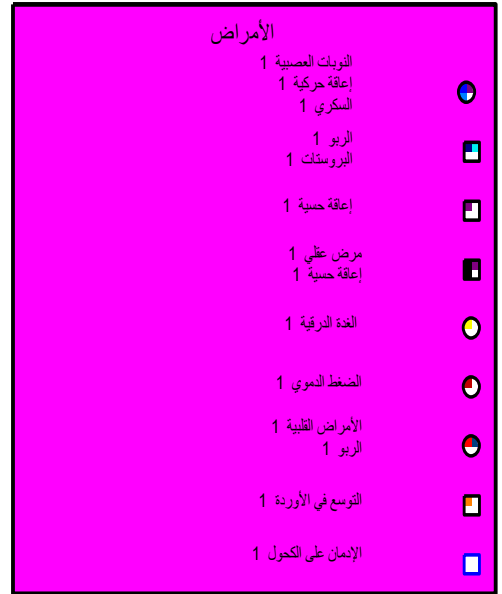 الأمراض
النوبات العصبية 1
إعاقة حركية 1
السكري 1
الربو 1
البروستات 1
إعاقة حسية 1
مرض عقلي 1
إعاقة حسية 1
الغدة الدرقية 1
الضغط الدموي 1
الأمراض القلبية 1
الربو 1
التوسع في الأوردة 1
الإدمان على الكحول 1